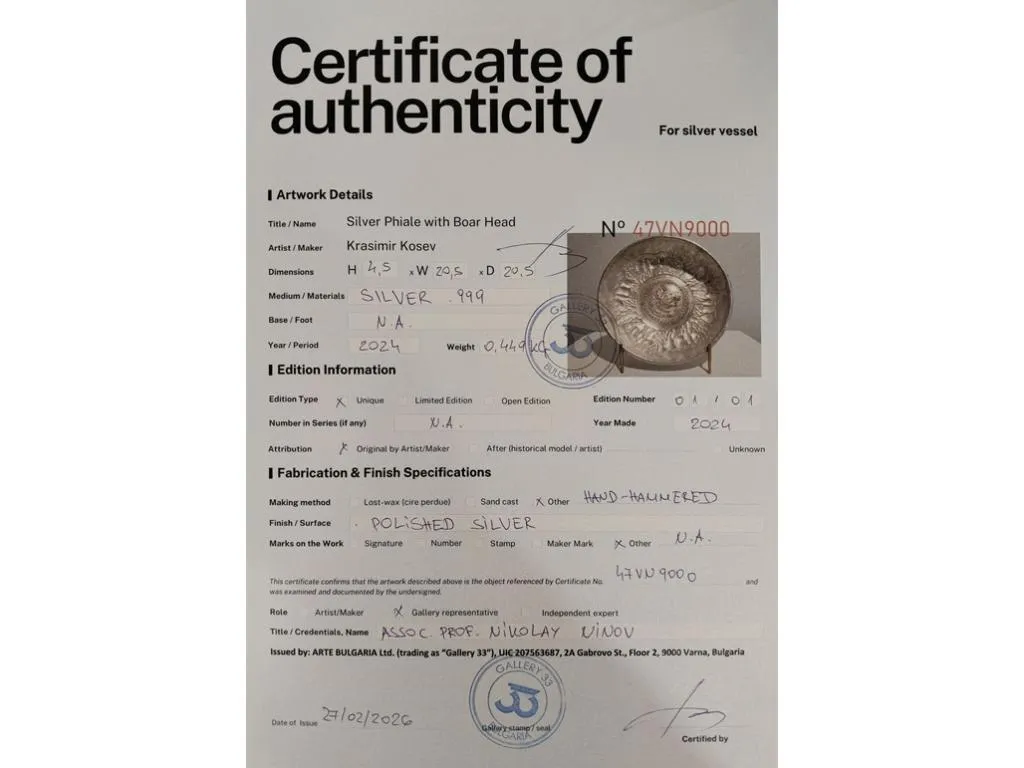 Certificate of
authenticity
For silver vessel
Artwork Details
Title / Name Silver Phiale with Boar Head
Nº 47VN9000
Artist / Maker Krasimir Kosev
Dimensions H 4,5 x W 20,5 x D 20,5
Medium / Materials SILVER .999
Base / Foot N.A.
Year / Period 2024 Weight 0,449 KG
GALLERY 33
33
BULGARIA
Edition Information
Edition Type X Unique Limited Edition Open Edition Edition Number 01 / 01
Number in Series (if any) N.A. Year Made 2024
Attribution X Original by Artist/Maker After (historical model / artist) Unknown
Fabrication & Finish Specifications
Making method Lost-wax (cire perdue) Sand cast X Other HAND-HAMMERED
Finish / Surface POLISHED SILVER
Marks on the Work Signature Number Stamp Maker Mark X Other N.A.
This certificate confirms that the artwork described above is the object referenced by Certificate No. 47VN9000 and
was examined and documented by the undersigned.
Role Artist/Maker X Gallery representative Independent expert
Title / Credentials, Name ASSOC. PROF. NIKOLAY NINOV
Issued by: ARTE BULGARIA Ltd. (trading as "Gallery 33"), UIC 207563687, 2A Gabrovo St., Floor 2, 9000 Varna, Bulgaria
GALLERY 33
33
BULGARIA
Date of Issue 27/02/2026
Gallery stamp / seal
Certified by